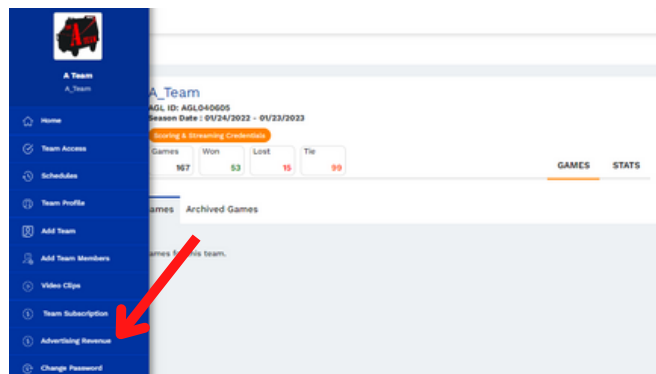 A TEAM
A Team
A_Team
Home
Team Access
Schedules
Team Profile
Add Team
Add Team Members
Video Clips
Team Subscription
Advertising Revenue
Change Password
A_Team
AGL ID: AGL040605
Season Date : 01/24/2022 - 01/23/2023
Scoring & Streaming Credentials
Games Won Lost Tie
167 53 15 99
GAMES STATS
ames Archived Games
ames f his team.